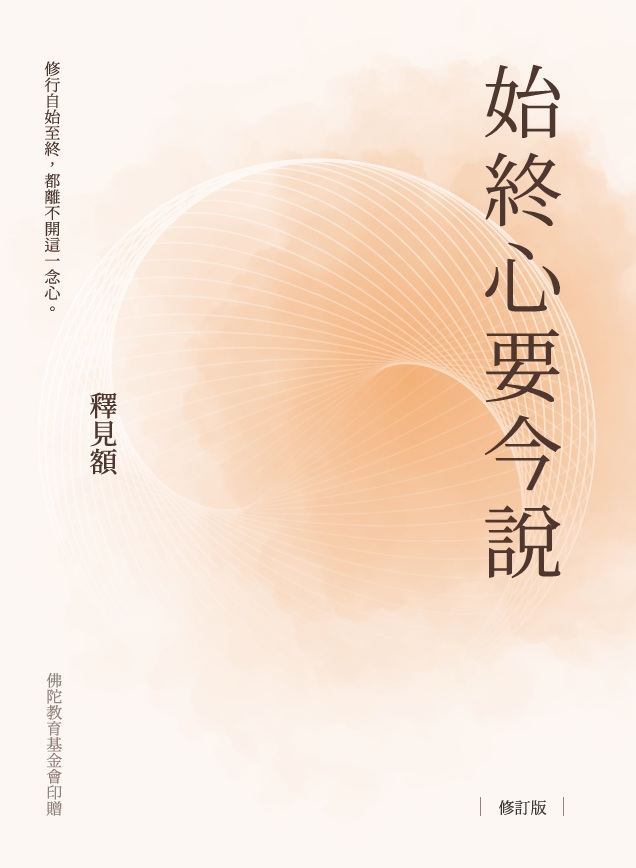 始終心要今說
修行自始至終，都離不開這一念心。
釋見額
佛陀教育基金會印贈
修訂版